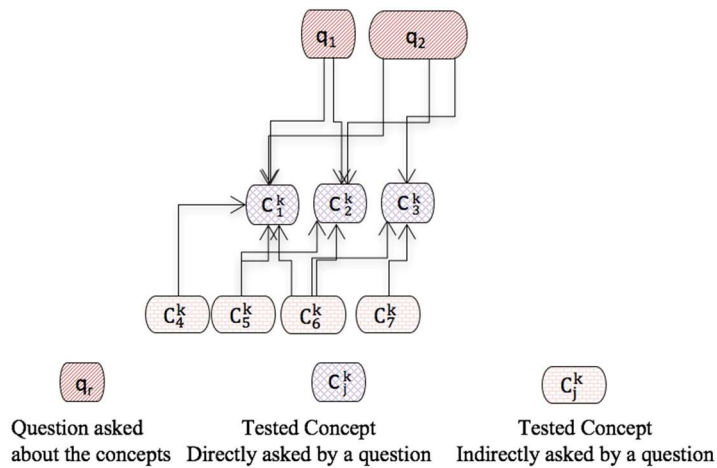 q₁ q₂
C₁ᵏ C₂ᵏ C₃ᵏ
C₄ᵏ C₅ᵏ C₆ᵏ C₇ᵏ
qᵣ Cⱼᵏ Cⱼᵏ
Question asked Tested Concept Tested Concept
about the concepts Directly asked by a question Indirectly asked by a question